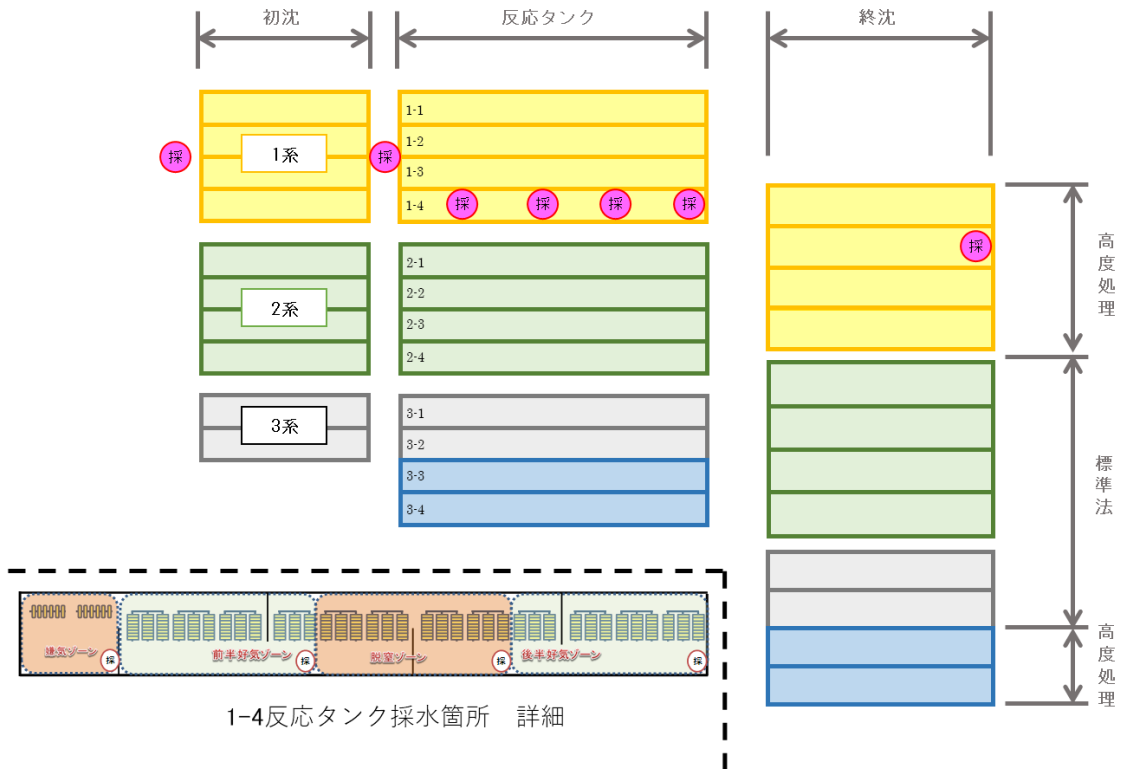 初沈
反応タンク
終沈
1系
採
採
1-1
1-2
1-3
1-4
採
採
採
採
採
高度処理
2系
2-1
2-2
2-3
2-4
3系
3-1
3-2
3-3
3-4
標準法
高度処理
嫌気ゾーン
採
前半好気ゾーン
採
脱窒ゾーン
採
後半好気ゾーン
採
1-4反応タンク採水箇所　詳細